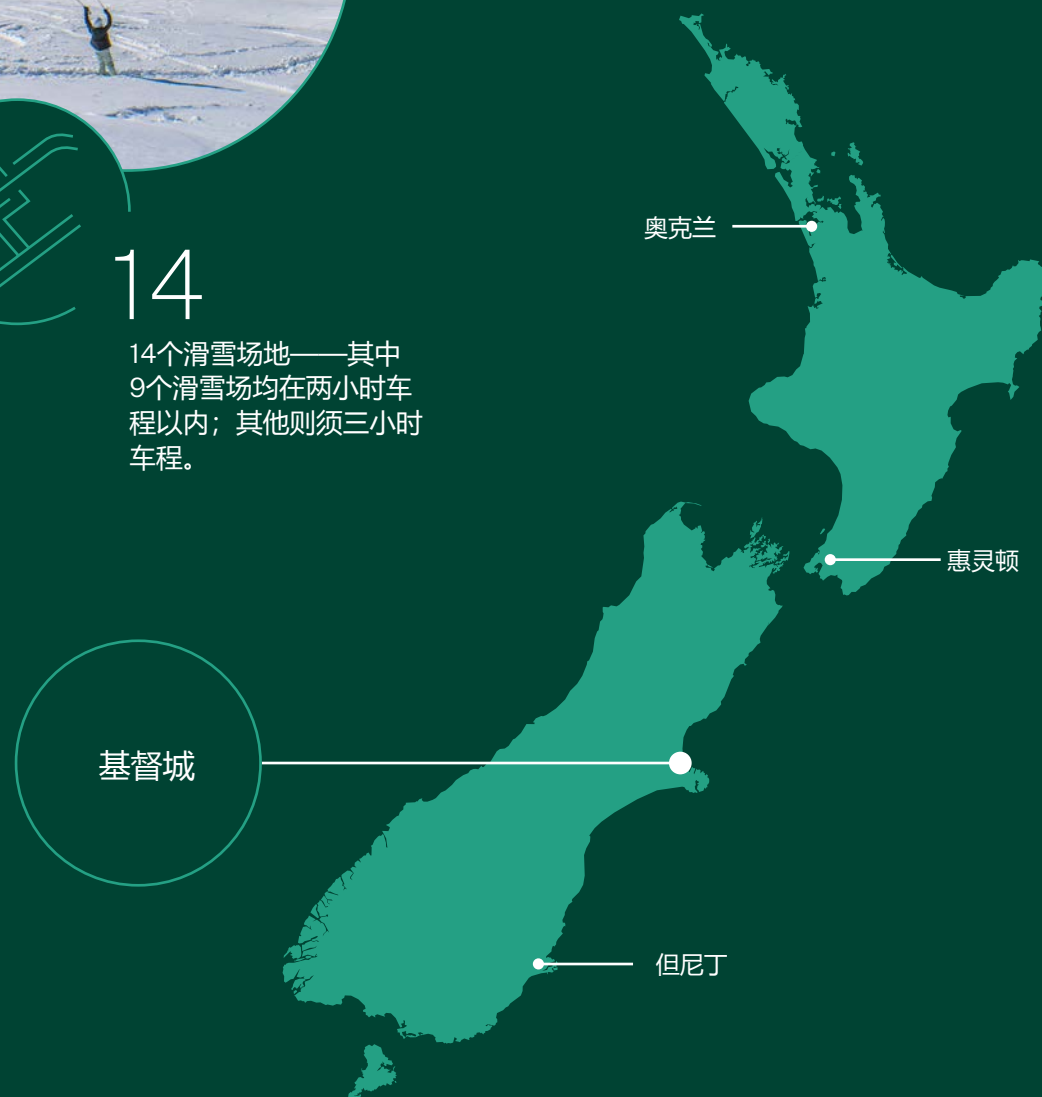 奥克兰
14
14个滑雪场地——其中
9个滑雪场均在两小时车
程以内；其他则须三小时
车程。
惠灵顿
基督城
但尼丁